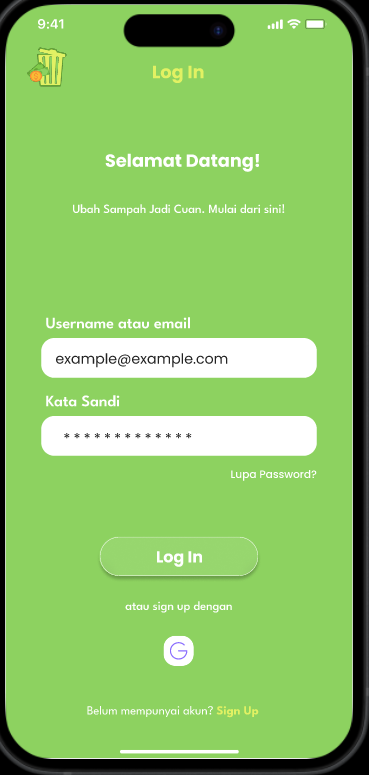 9:41
Log In
Selamat Datang!
Ubah Sampah Jadi Cuan. Mulai dari sini!
Username atau email
example@example.com
Kata Sandi
* * * * * * * * * * * * *
Lupa Password?
Log In
atau sign up dengan
G
Belum mempunyai akun? Sign Up